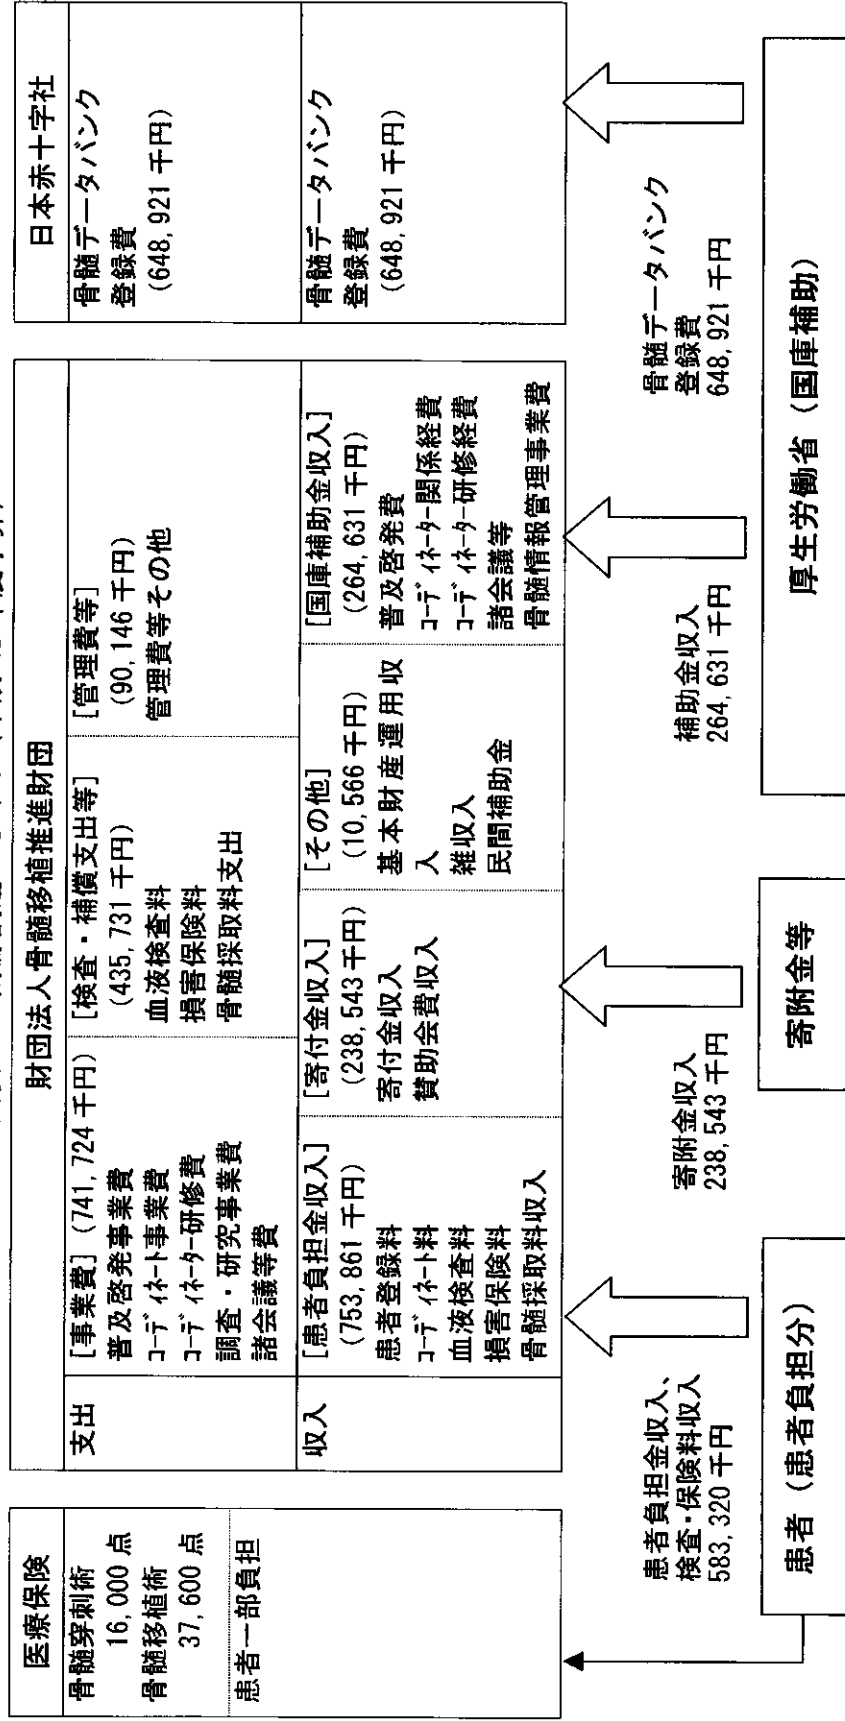 医療保険
骨髄穿刺術
16,000 点
骨髄移植術
37,600 点
患者一部負担
財団法人骨髄移植推進財団
支出
[事業費] (741,724 千円)
普及啓発事業費
ｺｰﾃﾞｨﾈｰﾄ事業費
ｺｰﾃﾞｨﾈｰﾀｰ研修費
調査・研究事業費
諸会議等費
[検査・補償支出等]
(435,731 千円)
血液検査料
損害保険料
骨髄採取料支出
[管理費等]
(90,146 千円)
管理費等その他
収入
[患者負担金収入]
(753,861 千円)
患者登録料
ｺｰﾃﾞｨﾈｰﾄ料
血液検査料
損害保険料
骨髄採取料収入
[寄付金収入]
(238,543 千円)
寄付金収入
賛助会費収入
[その他]
(10,566 千円)
基本財産運用収
入
雑収入
民間補助金
[国庫補助金収入]
(264,631 千円)
普及啓発費
ｺｰﾃﾞｨﾈｰﾀｰ関係経費
ｺｰﾃﾞｨﾈｰﾀｰ研修経費
諸会議等
骨髄情報管理事業費
日本赤十字社
骨髄データバンク
登録費
(648,921 千円)
骨髄データバンク
登録費
(648,921 千円)
患者負担金収入、
検査・保険料収入
583,320 千円
寄附金収入
238,543 千円
補助金収入
264,631 千円
骨髄データバンク
登録費
648,921 千円
患者（患者負担分）
寄附金等
厚生労働省（国庫補助）